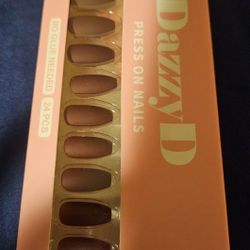 DazzyD
PRESS ON NAILS
NO GLUE NEEDED
24 PCS